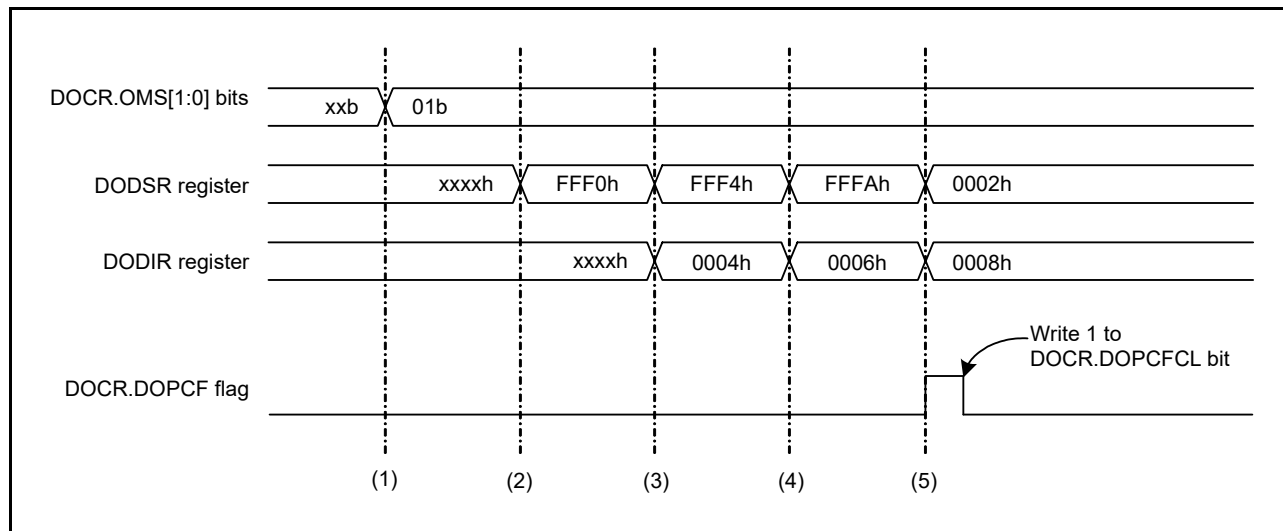 DOCR.OMS[1:0] bits xxb 01b
DODSR register xxxxh FFF0h FFF4h FFFAh 0002h
DODIR register xxxxh 0004h 0006h 0008h
Write 1 to
DOCR.DOPCFCL bit
DOCR.DOPCF flag
(1) (2) (3) (4) (5)